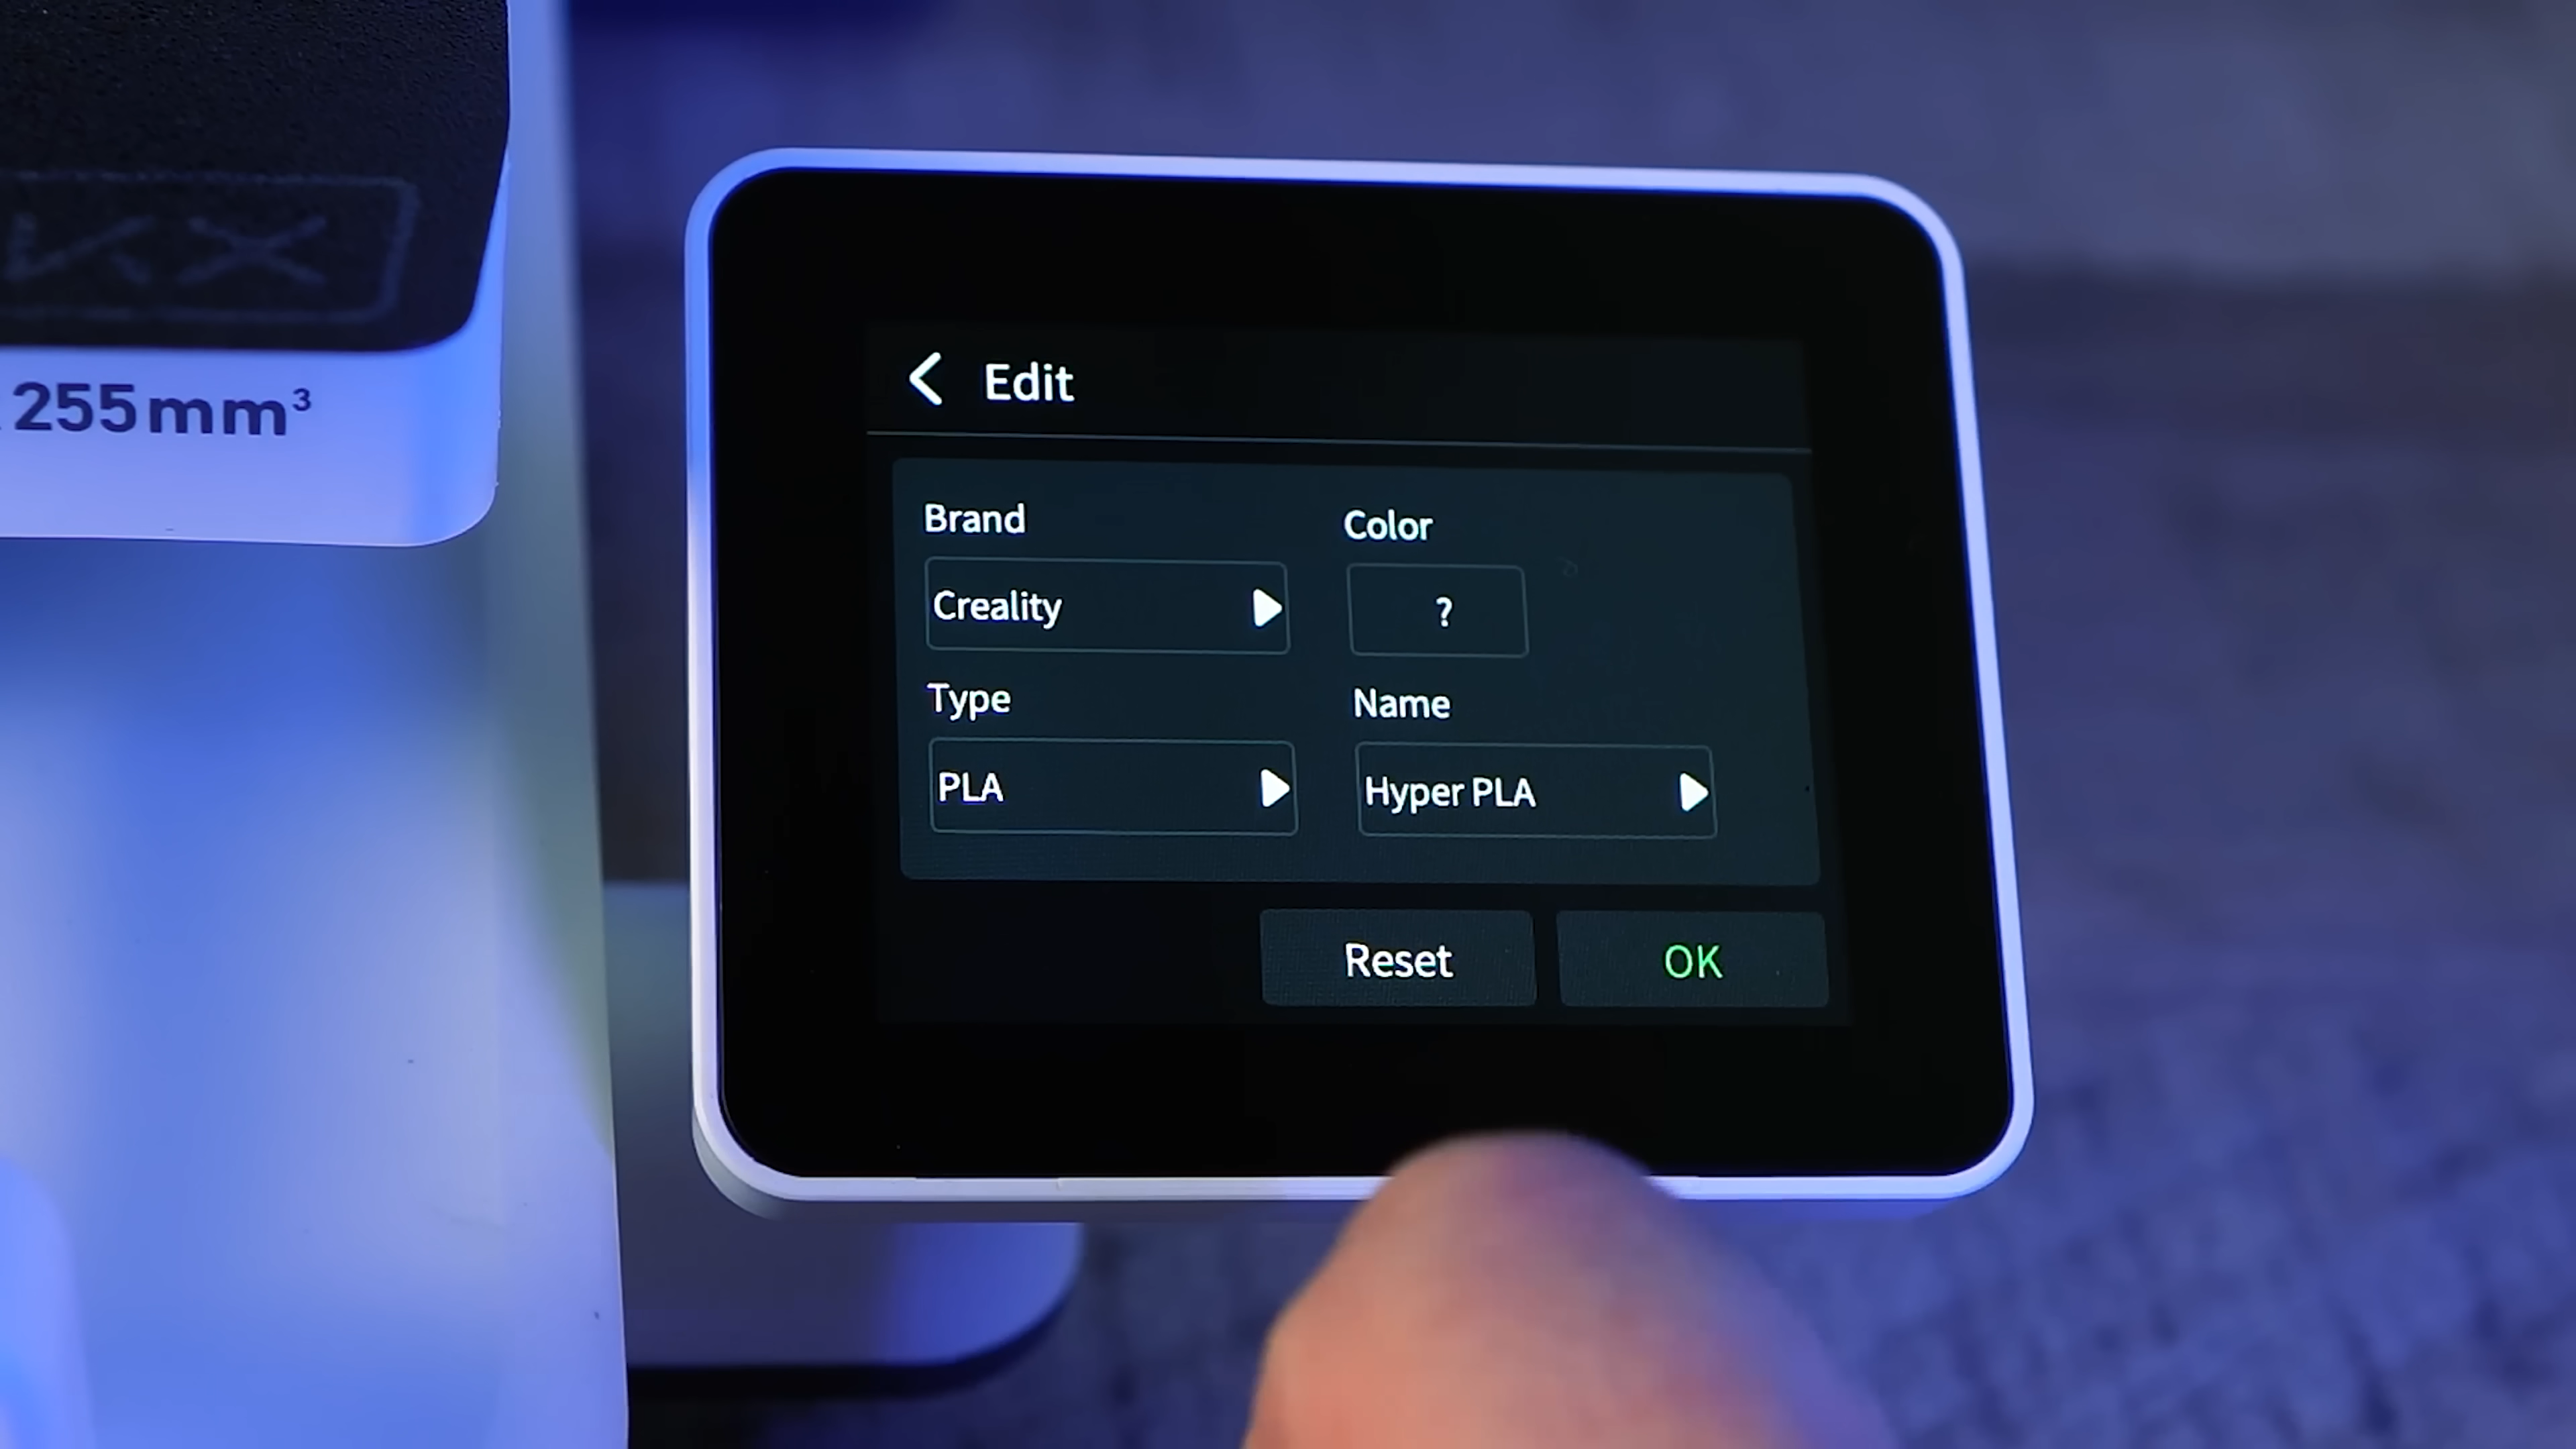 255mm³
Edit
Brand
Color
Creality
?
Type
Name
PLA
Hyper PLA
Reset
OK